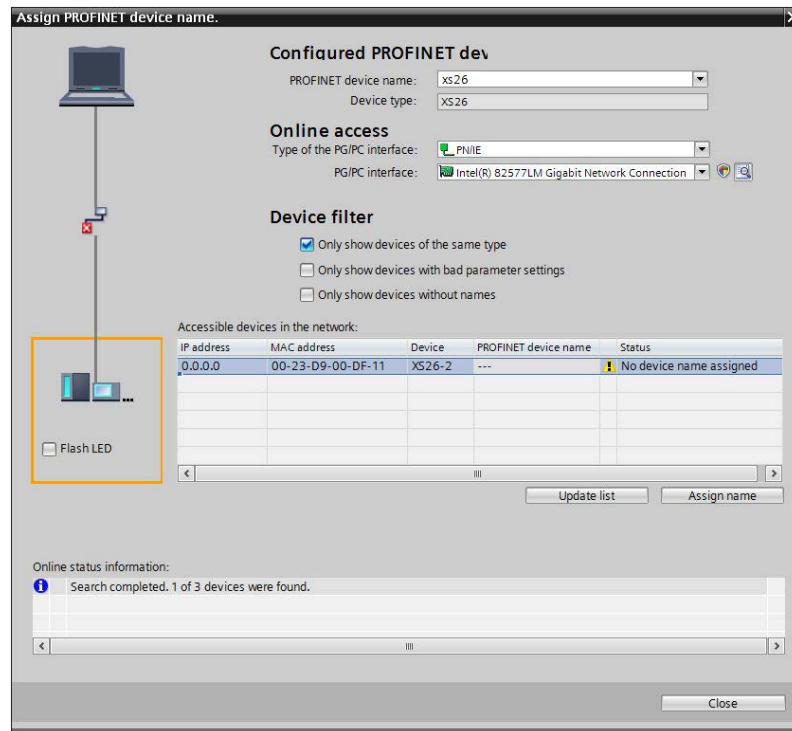 Assign PROFINET device name.
Configured PROFINET dev
PROFINET device name: xs26
Device type: XS26
Online access
Type of the PG/PC interface: PN/IE
PG/PC interface: Intel(R) 82577LM Gigabit Network Connection
Device filter
Only show devices of the same type
Only show devices with bad parameter settings
Only show devices without names
Accessible devices in the network:
IP address MAC address Device PROFINET device name Status
0.0.0.0 00-23-D9-00-DF-11 XS26-2 --- No device name assigned
Flash LED
Update list Assign name
Online status information:
Search completed. 1 of 3 devices were found.
Close